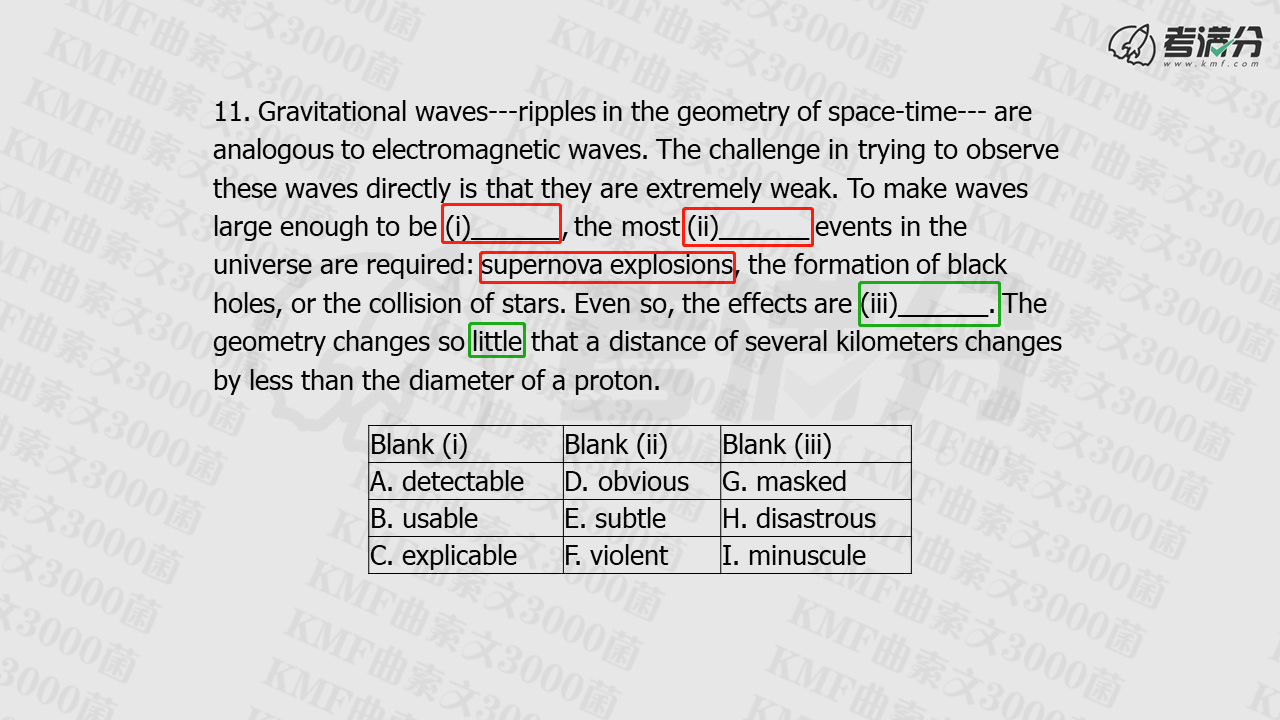 考满分
www.kmf.com
11. Gravitational waves---ripples in the geometry of space-time--- are
analogous to electromagnetic waves. The challenge in trying to observe
these waves directly is that they are extremely weak. To make waves
large enough to be (i)_______, the most (ii)_______ events in the
universe are required: supernova explosions, the formation of black
holes, or the collision of stars. Even so, the effects are (iii)_______. The
geometry changes so little that a distance of several kilometers changes
by less than the diameter of a proton.
Blank (i) Blank (ii) Blank (iii)
A. detectable D. obvious G. masked
B. usable E. subtle H. disastrous
C. explicable F. violent I. minuscule
KMF曲索文3000菌